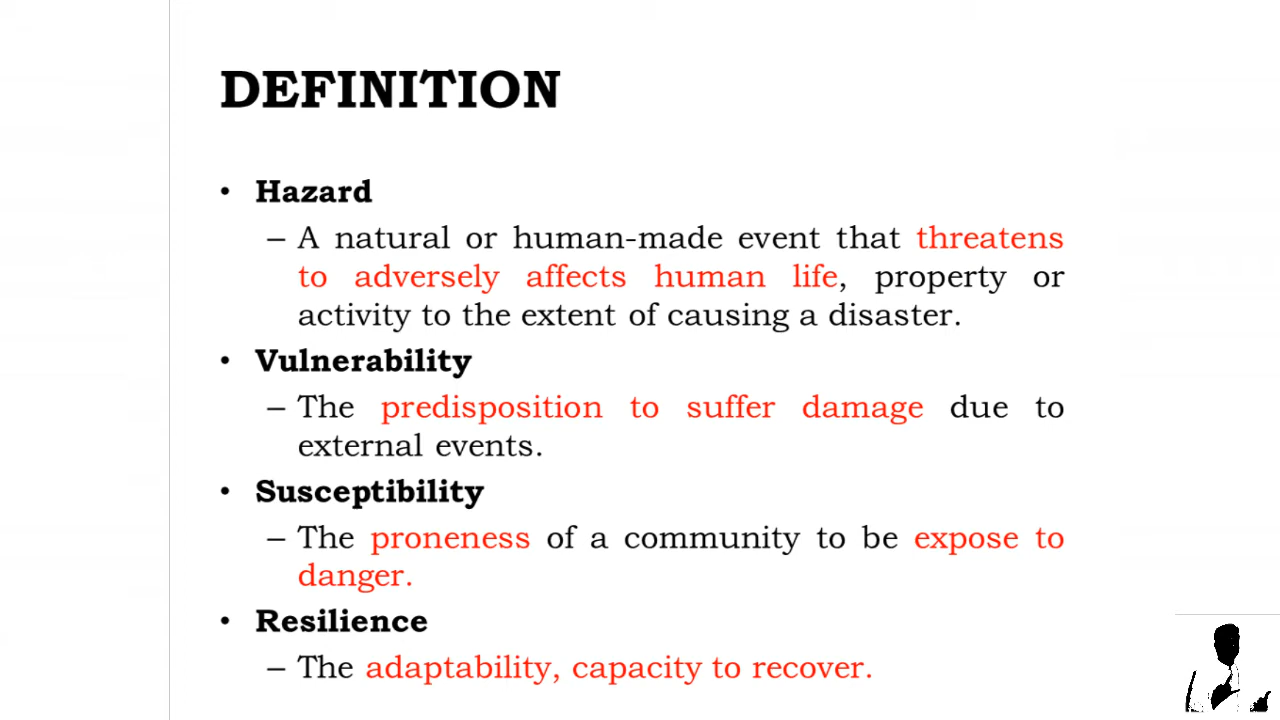 DEFINITION
• Hazard
– A natural or human-made event that threatens
to adversely affects human life, property or
activity to the extent of causing a disaster.
• Vulnerability
– The predisposition to suffer damage due to
external events.
• Susceptibility
– The proneness of a community to be expose to
danger.
• Resilience
– The adaptability, capacity to recover.